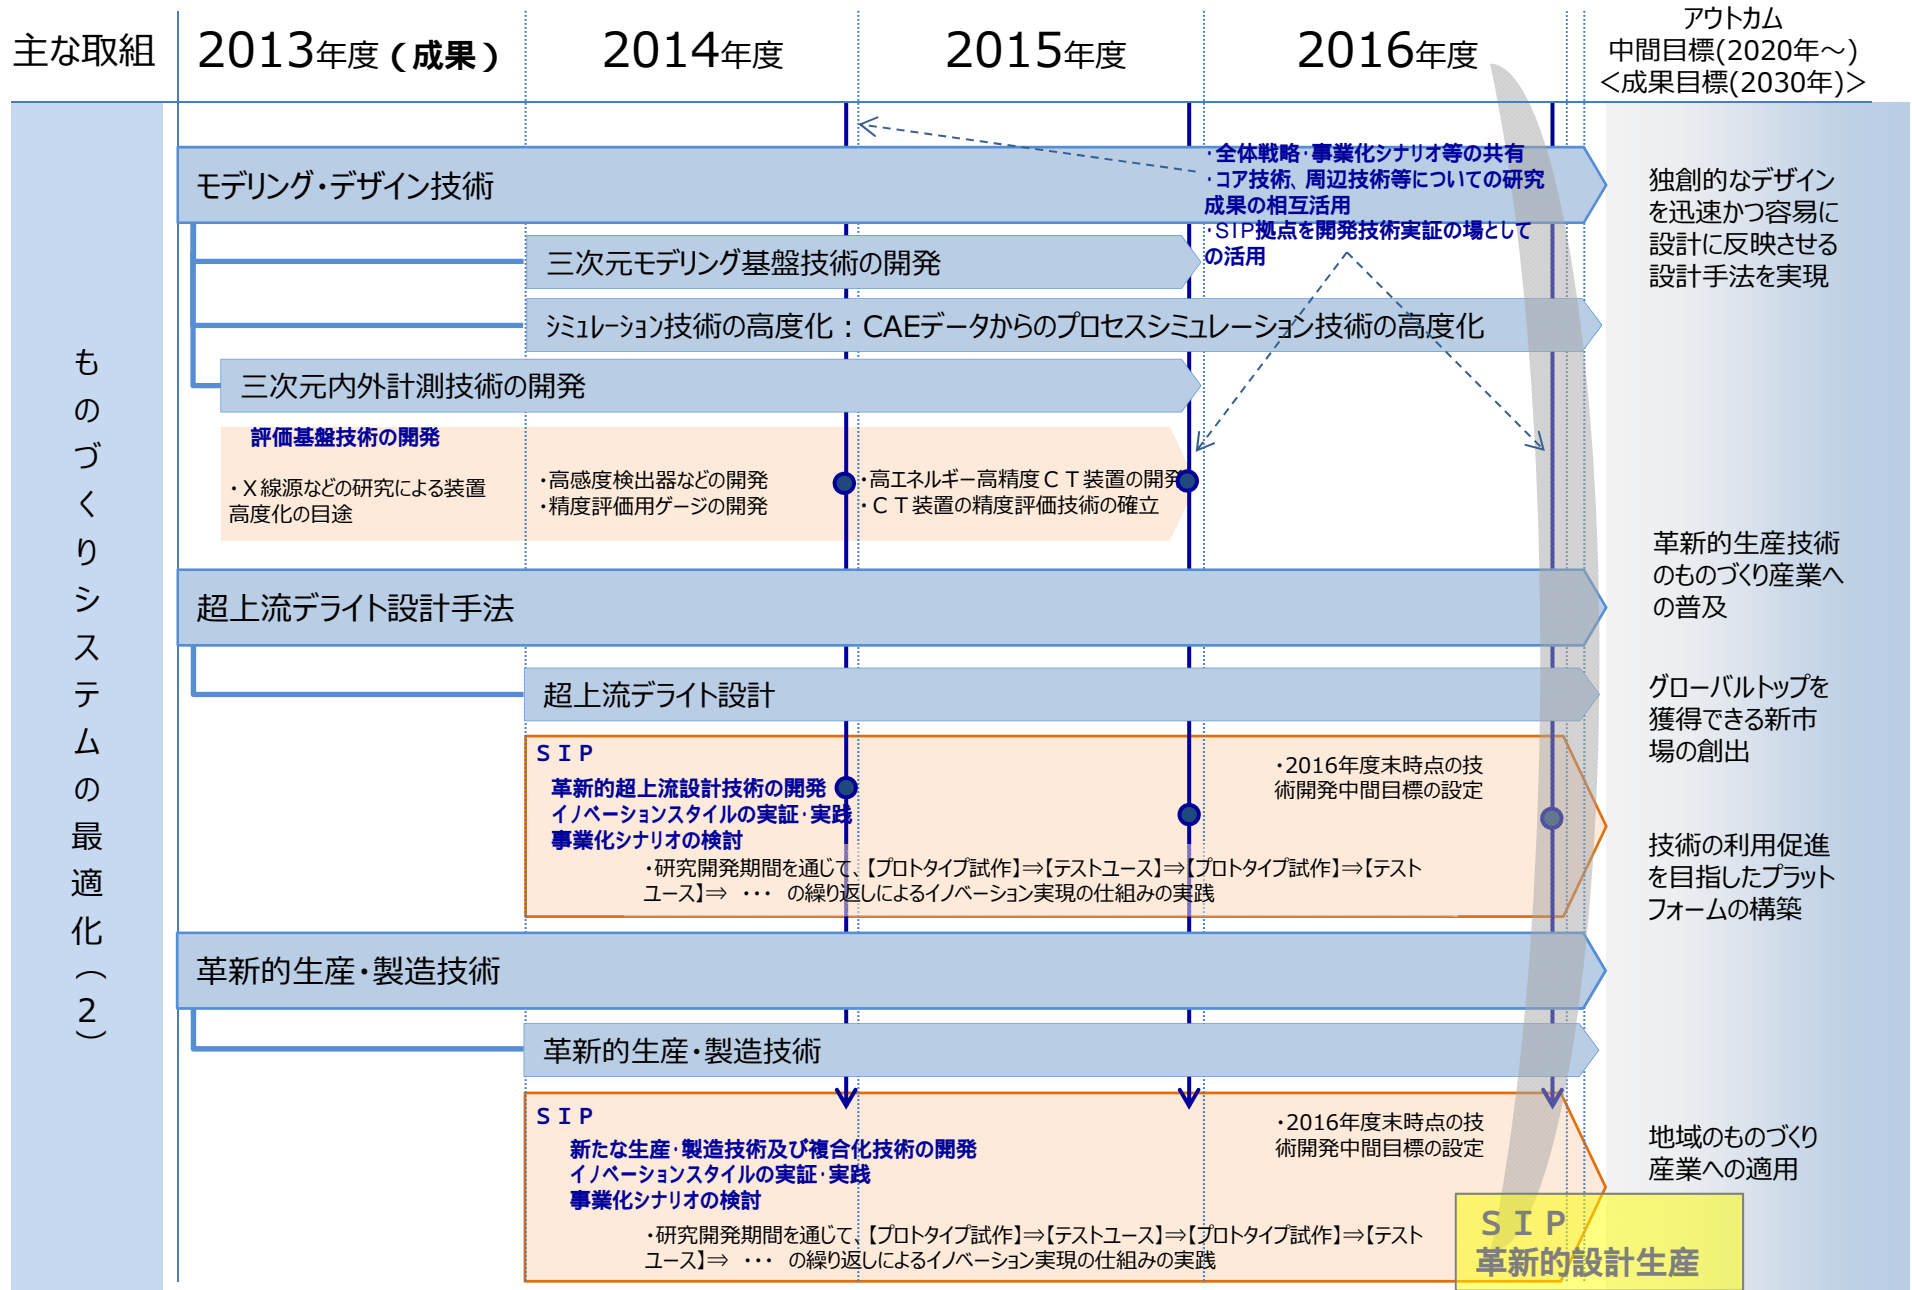 主な取組
2013年度（成果）
2014年度
2015年度
2016年度
アウトカム
中間目標(2020年～)
＜成果目標(2030年)＞
ものづくりシステムの最適化（2）
モデリング・デザイン技術
・全体戦略・事業化シナリオ等の共有
・コア技術、周辺技術等についての研究
成果の相互活用
・SIP拠点を開発技術実証の場として
の活用
三次元モデリング基盤技術の開発
シミュレーション技術の高度化：CAEデータからのプロセスシミュレーション技術の高度化
三次元内外計測技術の開発
評価基盤技術の開発
・Ｘ線源などの研究による装置
高度化の目途
・高感度検出器などの開発
・精度評価用ゲージの開発
・高エネルギー高精度ＣＴ装置の開発
・ＣＴ装置の精度評価技術の確立
超上流デライト設計手法
超上流デライト設計
ＳＩＰ
革新的超上流設計技術の開発
イノベーションスタイルの実証・実践
事業化シナリオの検討
・2016年度末時点の技
術開発中間目標の設定
・研究開発期間を通じて、【プロトタイプ試作】⇒【テストユース】⇒【プロトタイプ試作】⇒【テスト
ユース】⇒ ・・・ の繰り返しによるイノベーション実現の仕組みの実践
革新的生産・製造技術
革新的生産・製造技術
ＳＩＰ
新たな生産・製造技術及び複合化技術の開発
イノベーションスタイルの実証・実践
事業化シナリオの検討
・2016年度末時点の技
術開発中間目標の設定
・研究開発期間を通じて、【プロトタイプ試作】⇒【テストユース】⇒【プロトタイプ試作】⇒【テスト
ユース】⇒ ・・・ の繰り返しによるイノベーション実現の仕組みの実践
独創的なデザイン
を迅速かつ容易に
設計に反映させる
設計手法を実現
革新的生産技術
のものづくり産業へ
の普及
グローバルトップを
獲得できる新市
場の創出
技術の利用促進
を目指したプラット
フォームの構築
地域のものづくり
産業への適用
ＳＩＰ
革新的設計生産